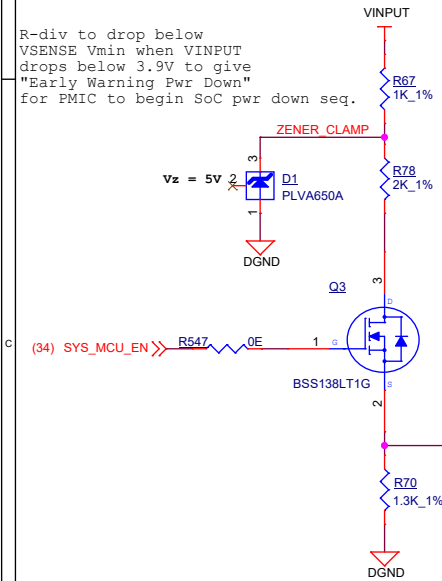 VINPUT
R-div to drop below
VSENSE Vmin when VINPUT
drops below 3.9V to give
"Early Warning Pwr Down"
for PMIC to begin SoC pwr down seq.
R67
1K_1%
ZENER_CLAMP
3
Vz = 5V 2
D1
PLVA650A
1
R78
2K_1%
DGND
Q3
3
D
C
(34) SYS_MCU_EN
R547
0E
1
G
BSS138LT1G
S
2
R70
1.3K_1%
DGND